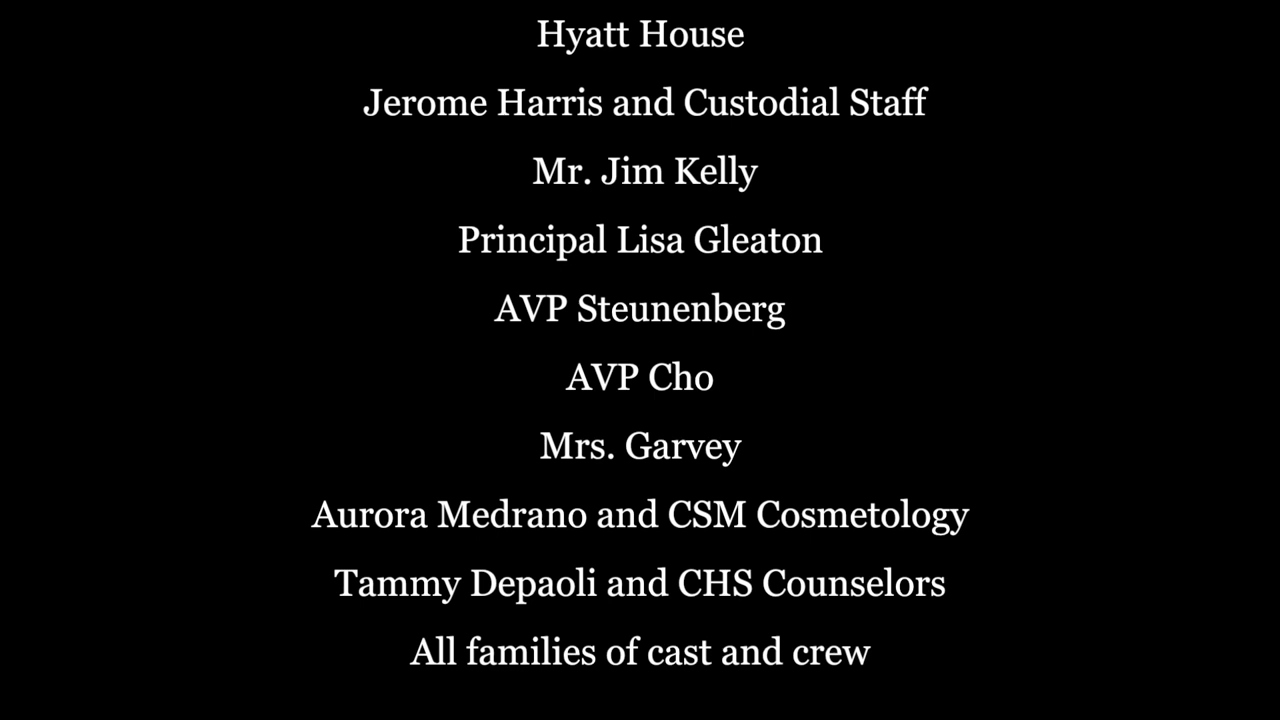 Hyatt House
Jerome Harris and Custodial Staff
Mr. Jim Kelly
Principal Lisa Gleaton
AVP Steunenberg
AVP Cho
Mrs. Garvey
Aurora Medrano and CSM Cosmetology
Tammy Depaoli and CHS Counselors
All families of cast and crew